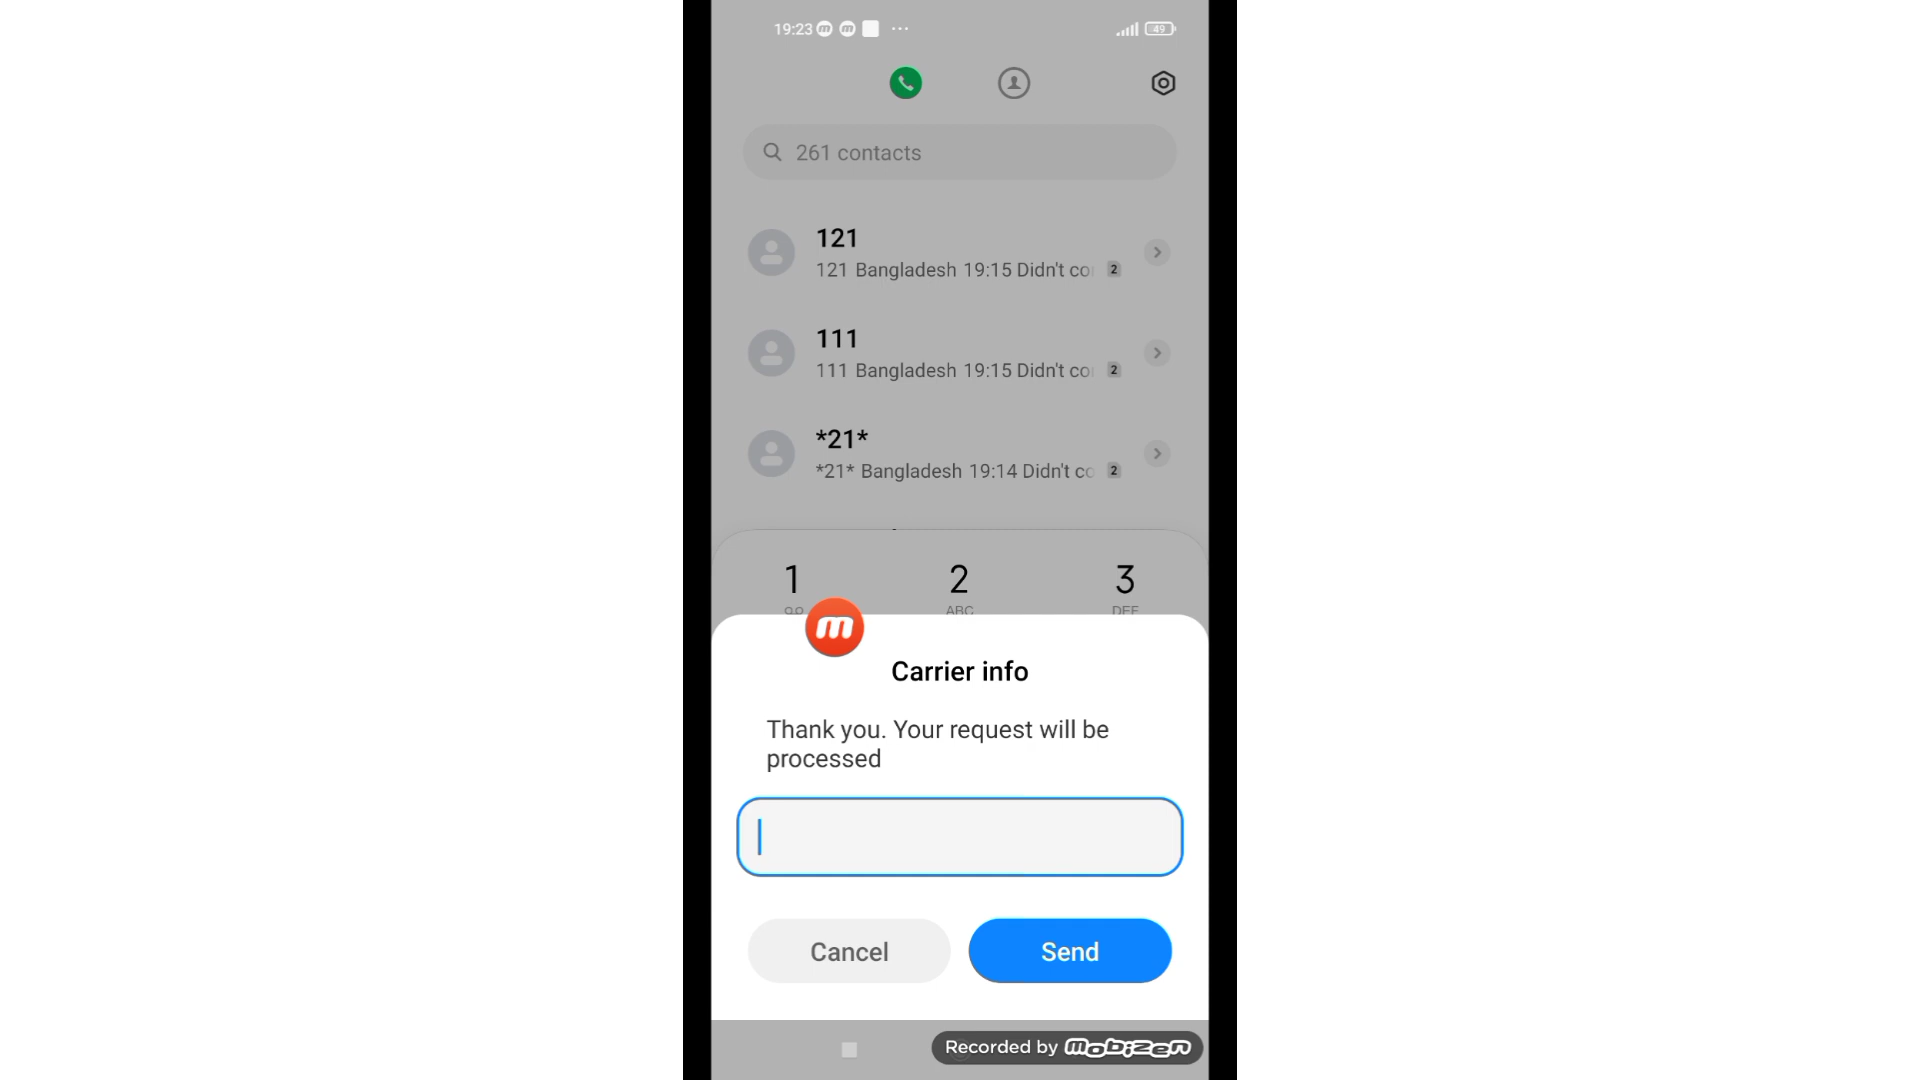 19:23 m m ... 49
261 contacts
121
121 Bangladesh 19:15 Didn't co 2
111
111 Bangladesh 19:15 Didn't co 2
*21*
*21* Bangladesh 19:14 Didn't co 2
1 2 3
ABC DEF
m
Carrier info
Thank you. Your request will be
processed
Cancel Send
Recorded by mobizen